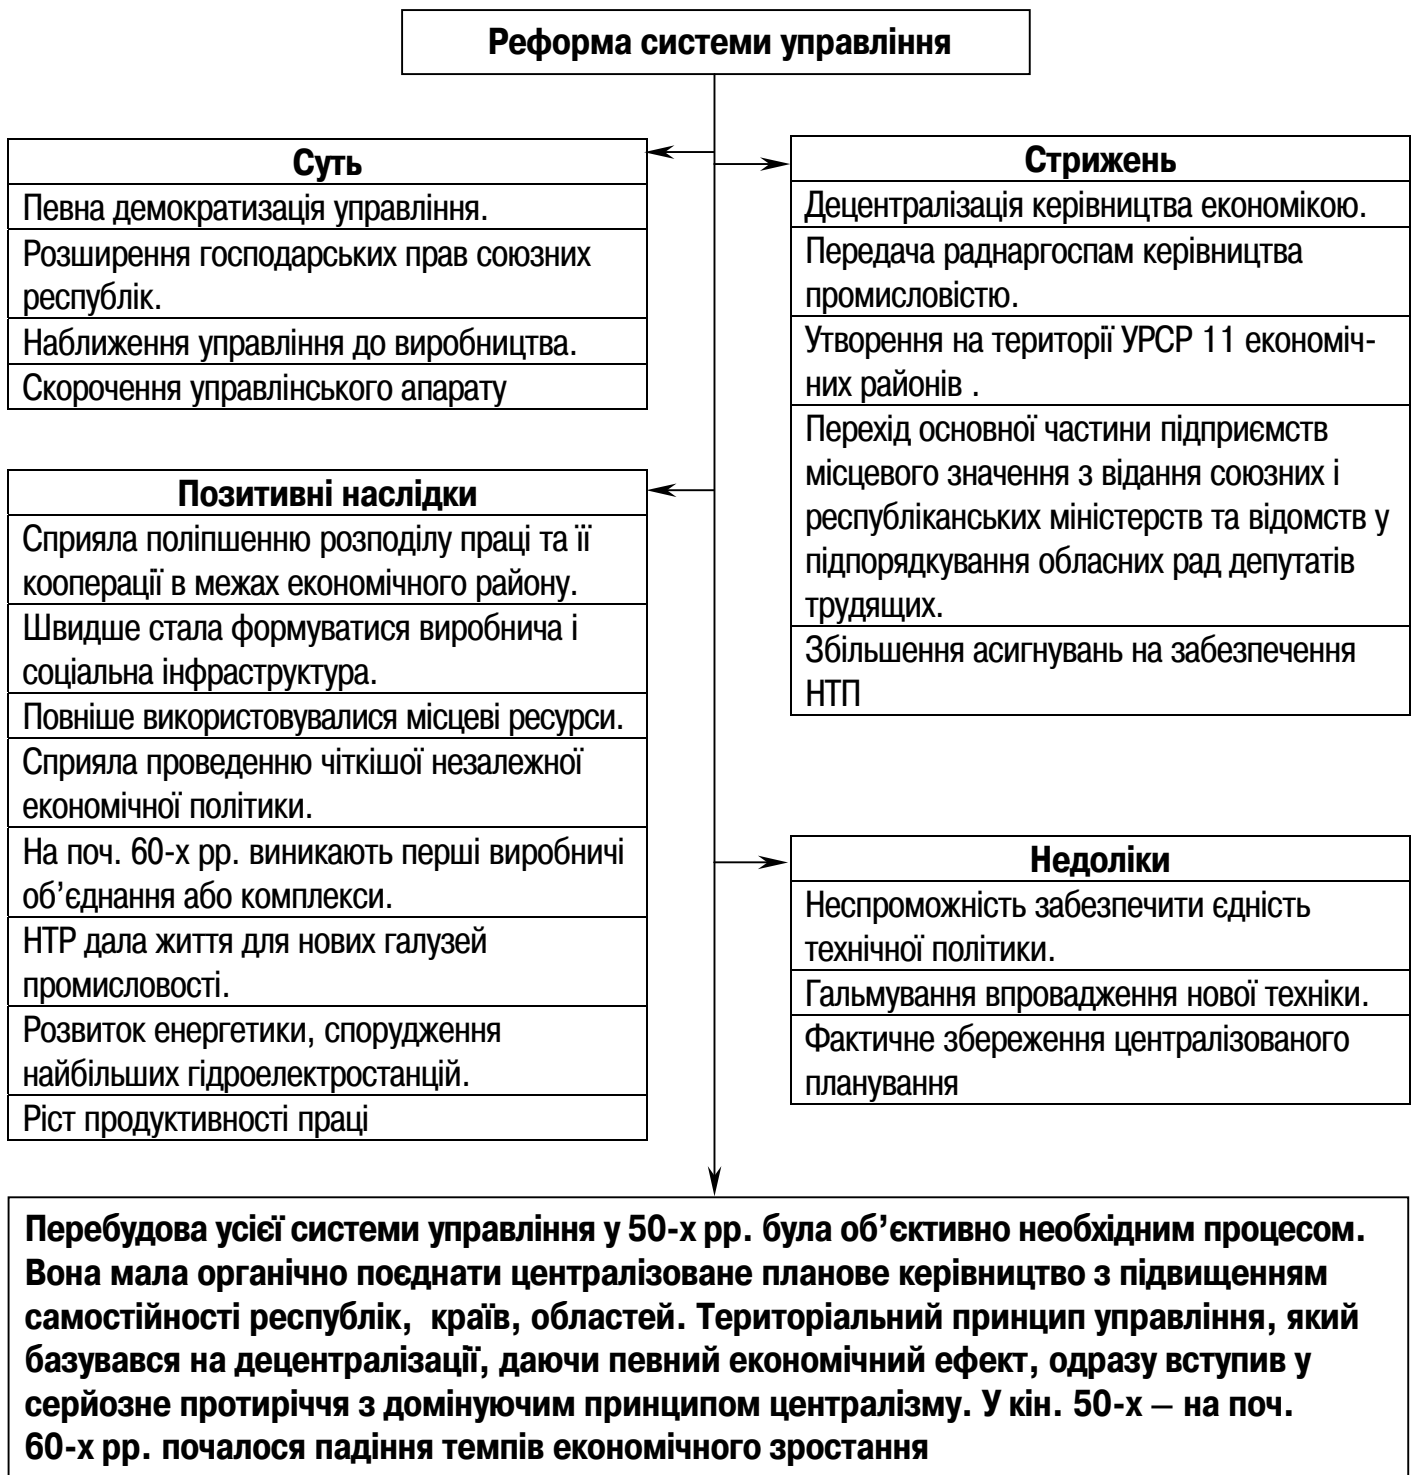 Реформа системи управління
Суть
Певна демократизація управління.
Розширення господарських прав союзних
республік.
Наближення управління до виробництва.
Скорочення управлінського апарату
Стрижень
Децентралізація керівництва економікою.
Передача раднаргоспам керівництва
промисловістю.
Утворення на території УРСР 11 економіч-
них районів .
Перехід основної частини підприємств
місцевого значення з відання союзних і
республіканських міністерств та відомств у
підпорядкування обласних рад депутатів
трудящих.
Збільшення асигнувань на забезпечення
НТП
Позитивні наслідки
Сприяла поліпшенню розподілу праці та її
кооперації в межах економічного району.
Швидше стала формуватися виробнича і
соціальна інфраструктура.
Повніше використовувалися місцеві ресурси.
Сприяла проведенню чіткішої незалежної
економічної політики.
На поч. 60-х рр. виникають перші виробничі
об’єднання або комплекси.
НТР дала життя для нових галузей
промисловості.
Розвиток енергетики, спорудження
найбільших гідроелектростанцій.
Ріст продуктивності праці
Недоліки
Неспроможність забезпечити єдність
технічної політики.
Гальмування впровадження нової техніки.
Фактичне збереження централізованого
планування
Перебудова усієї системи управління у 50-х рр. була об’єктивно необхідним процесом.
Вона мала органічно поєднати централізоване планове керівництво з підвищенням
самостійності республік, країв, областей. Територіальний принцип управління, який
базувався на децентралізації, даючи певний економічний ефект, одразу вступив у
серйозне протиріччя з домінуючим принципом централізму. У кін. 50-х – на поч.
60-х рр. почалося падіння темпів економічного зростання